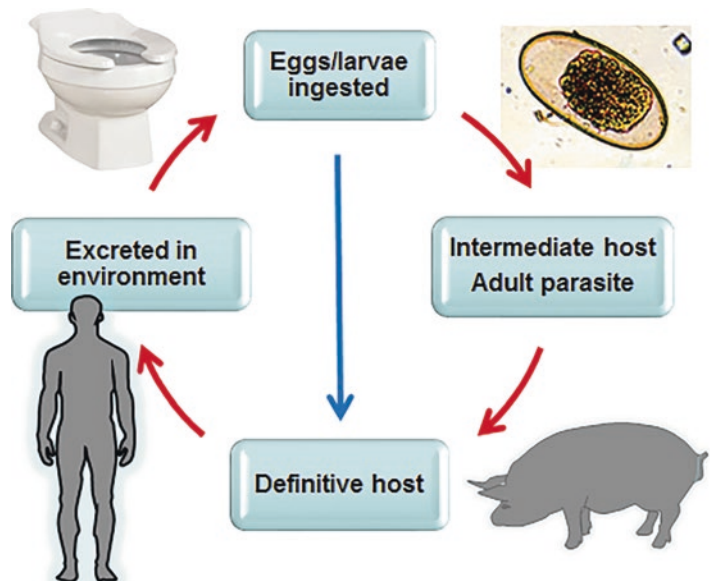 Eggs/larvae
ingested
Intermediate host
Adult parasite
Definitive host
Excreted in
environment